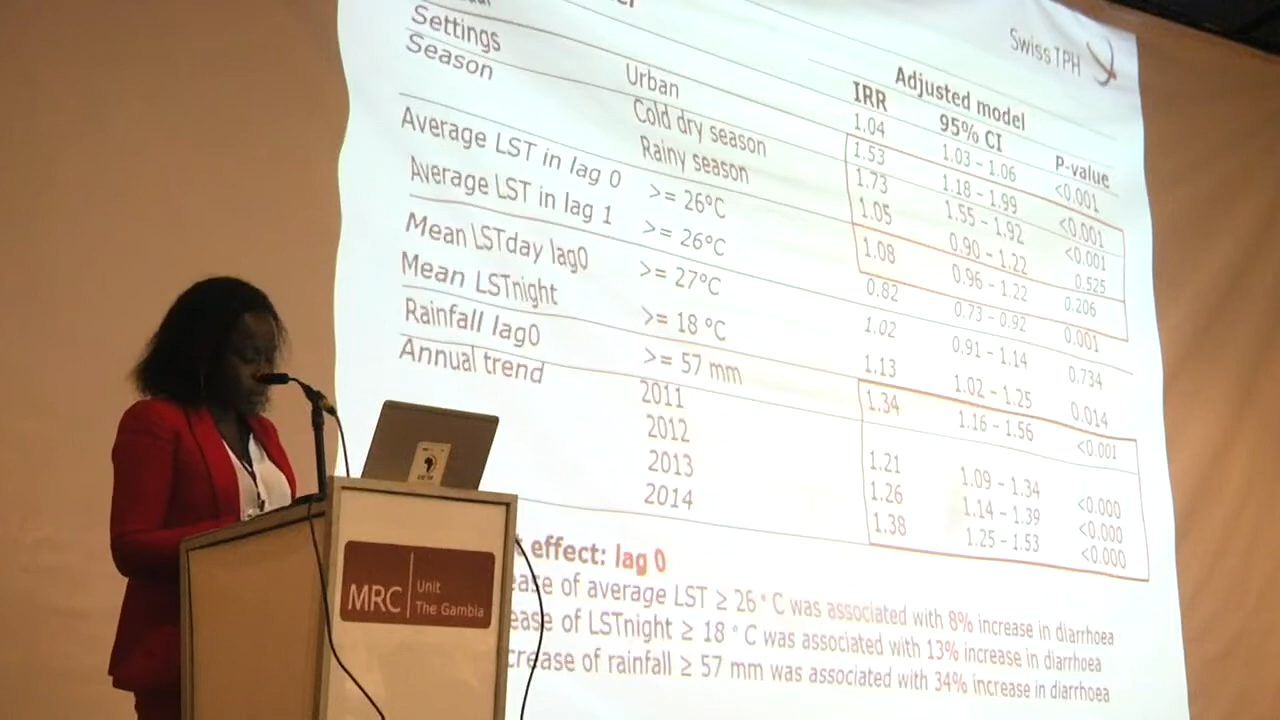 Swiss TPH
Adjusted model
IRR 95% CI P-value
Settings Urban 1.04 1.03 – 1.06 <0.001
Season Cold dry season 1.53 1.18 – 1.99 <0.001
Rainy season 1.73 1.55 – 1.92 <0.001
Average LST in lag 0 >= 26°C 1.05 0.90 – 1.22 0.525
Average LST in lag 1 >= 26°C 1.08 0.96 – 1.22 0.206
Mean LSTday lag0 >= 27°C 0.82 0.73 – 0.92 0.001
Mean LSTnight >= 18 °C 1.02 0.91 – 1.14 0.734
Rainfall lag0 >= 57 mm 1.13 1.02 – 1.25 0.014
Annual trend 2011 1.34 1.16 – 1.56 <0.001
2012 1.21 1.09 – 1.34 <0.000
2013 1.26 1.14 – 1.39 <0.000
2014 1.38 1.25 – 1.53 <0.000
effect: lag 0
ease of average LST ≥ 26 ° C was associated with 8% increase in diarrhoea
ease of LSTnight ≥ 18 ° C was associated with 13% increase in diarrhoea
crease of rainfall ≥ 57 mm was associated with 34% increase in diarrhoea
MRC Unit
The Gambia